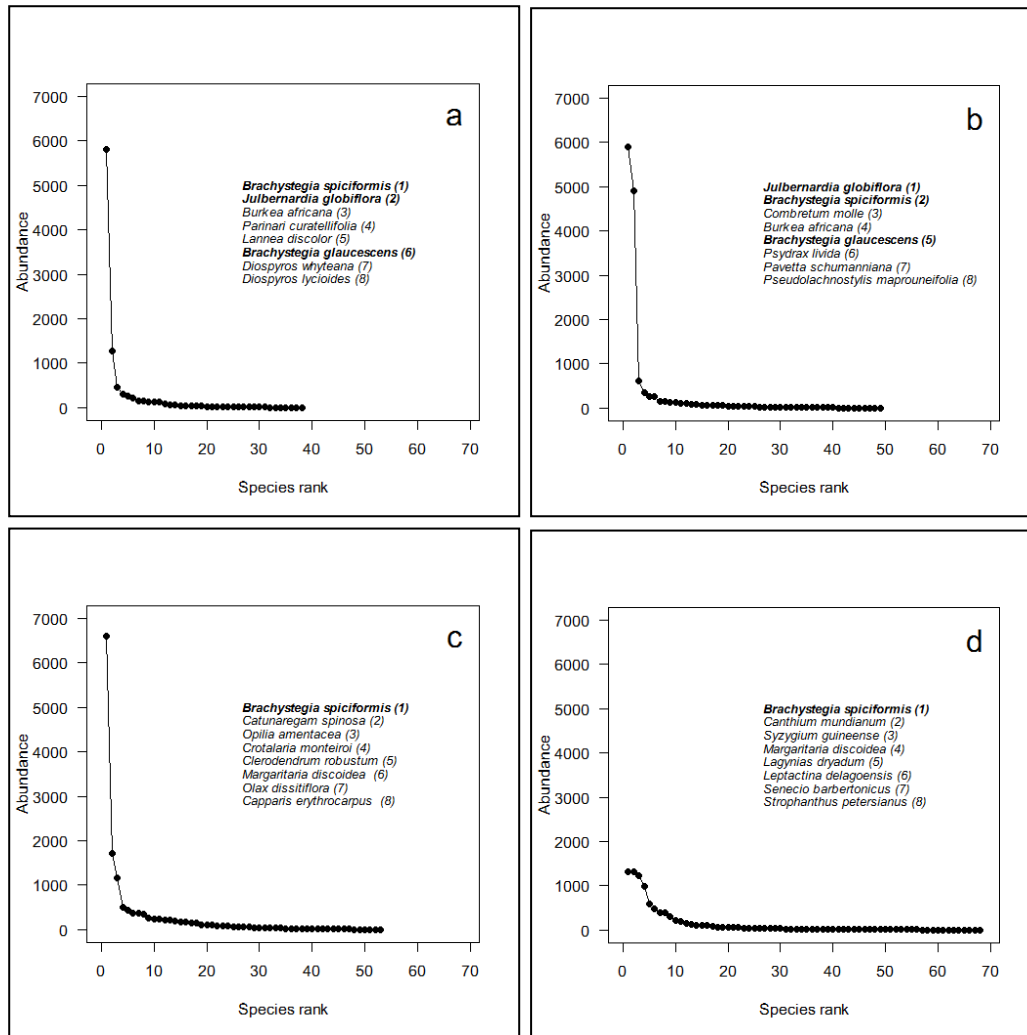 a
7000
6000
5000
4000
3000
2000
1000
0
Abundance
Brachystegia spiciformis (1)
Julbernardia globiflora (2)
Burkea africana (3)
Parinari curatellifolia (4)
Lannea discolor (5)
Brachystegia glaucescens (6)
Diospyros whyteana (7)
Diospyros lycioides (8)
0 10 20 30 40 50 60 70
Species rank
b
7000
6000
5000
4000
3000
2000
1000
0
Abundance
Julbernardia globiflora (1)
Brachystegia spiciformis (2)
Combretum molle (3)
Burkea africana (4)
Brachystegia glaucescens (5)
Psydrax livida (6)
Pavetta schumanniana (7)
Pseudolachnostylis maprouneifolia (8)
0 10 20 30 40 50 60 70
Species rank
c
7000
6000
5000
4000
3000
2000
1000
0
Abundance
Brachystegia spiciformis (1)
Catunaregam spinosa (2)
Opilia amentacea (3)
Crotalaria monteiroi (4)
Clerodendrum robustum (5)
Margaritaria discoidea (6)
Olax dissitiflora (7)
Capparis erythrocarpus (8)
0 10 20 30 40 50 60 70
Species rank
d
7000
6000
5000
4000
3000
2000
1000
0
Abundance
Brachystegia spiciformis (1)
Canthium mundianum (2)
Syzygium guineense (3)
Margaritaria discoidea (4)
Lagynias dryadum (5)
Leptactina delagoensis (6)
Senecio barbertonicus (7)
Strophanthus petersianus (8)
0 10 20 30 40 50 60 70
Species rank